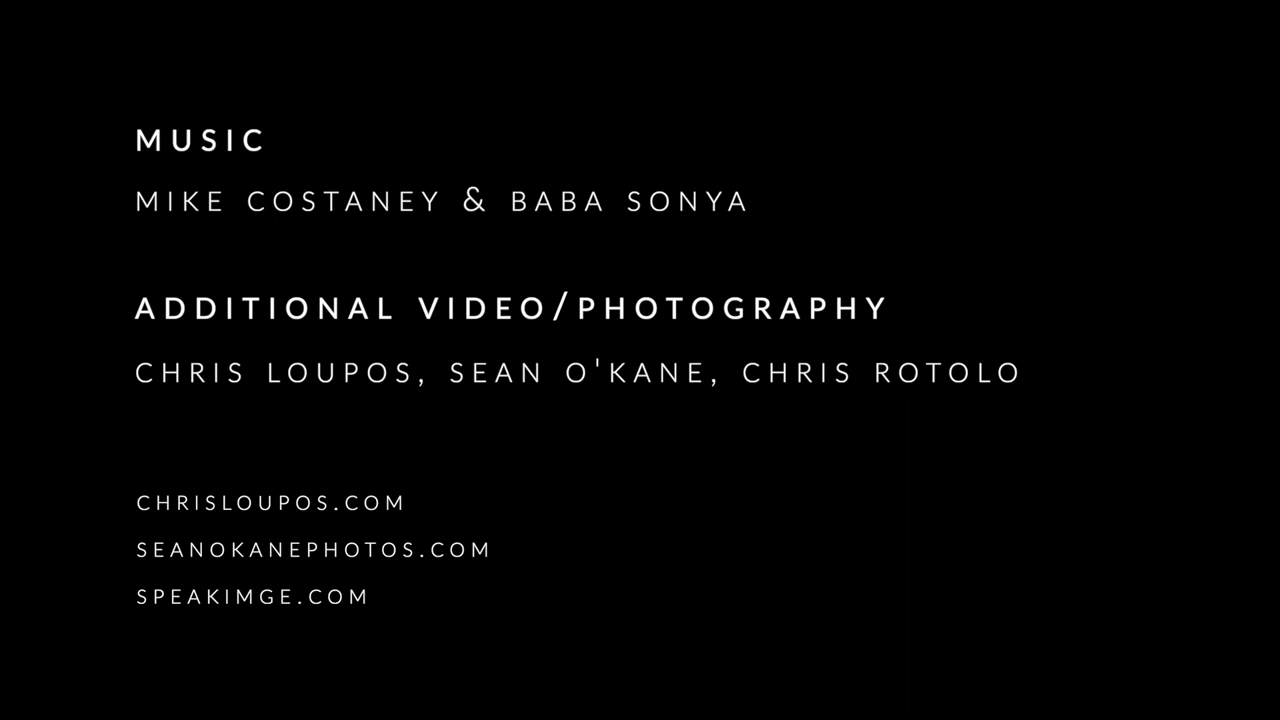 MUSIC
MIKE COSTANEY & BABA SONYA
ADDITIONAL VIDEO/PHOTOGRAPHY
CHRIS LOUPOS, SEAN O'KANE, CHRIS ROTOLO
CHRISLOUPOS.COM
SEANOKANEPHOTOS.COM
SPEAKIMGE.COM